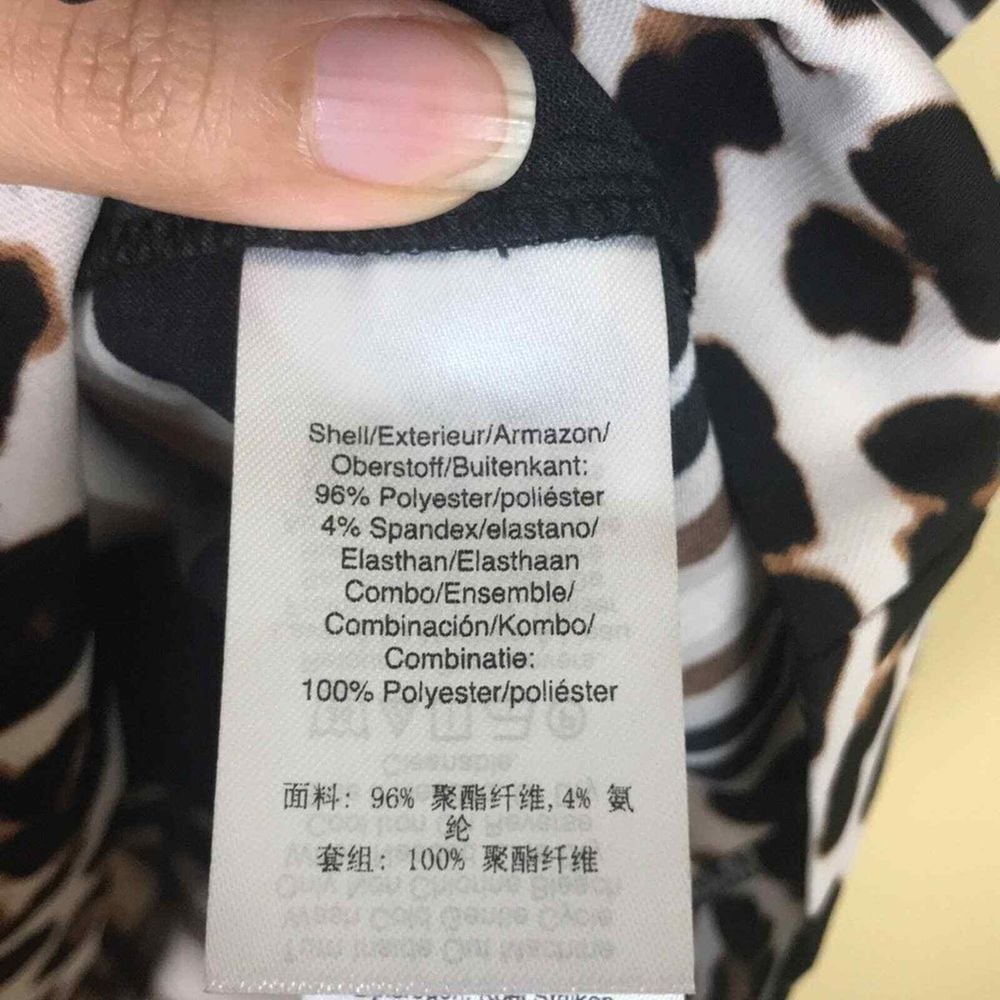 Shell/Exterieur/Armazon/
Oberstoff/Buitenkant:
96% Polyester/poliéster
4% Spandex/elastano/
Elasthan/Elasthaan
Combo/Ensemble/
Combinación/Kombo/
Combinatie:
100% Polyester/poliéster
面料: 96% 聚酯纤维,4% 氨
纶
套组: 100% 聚酯纤维